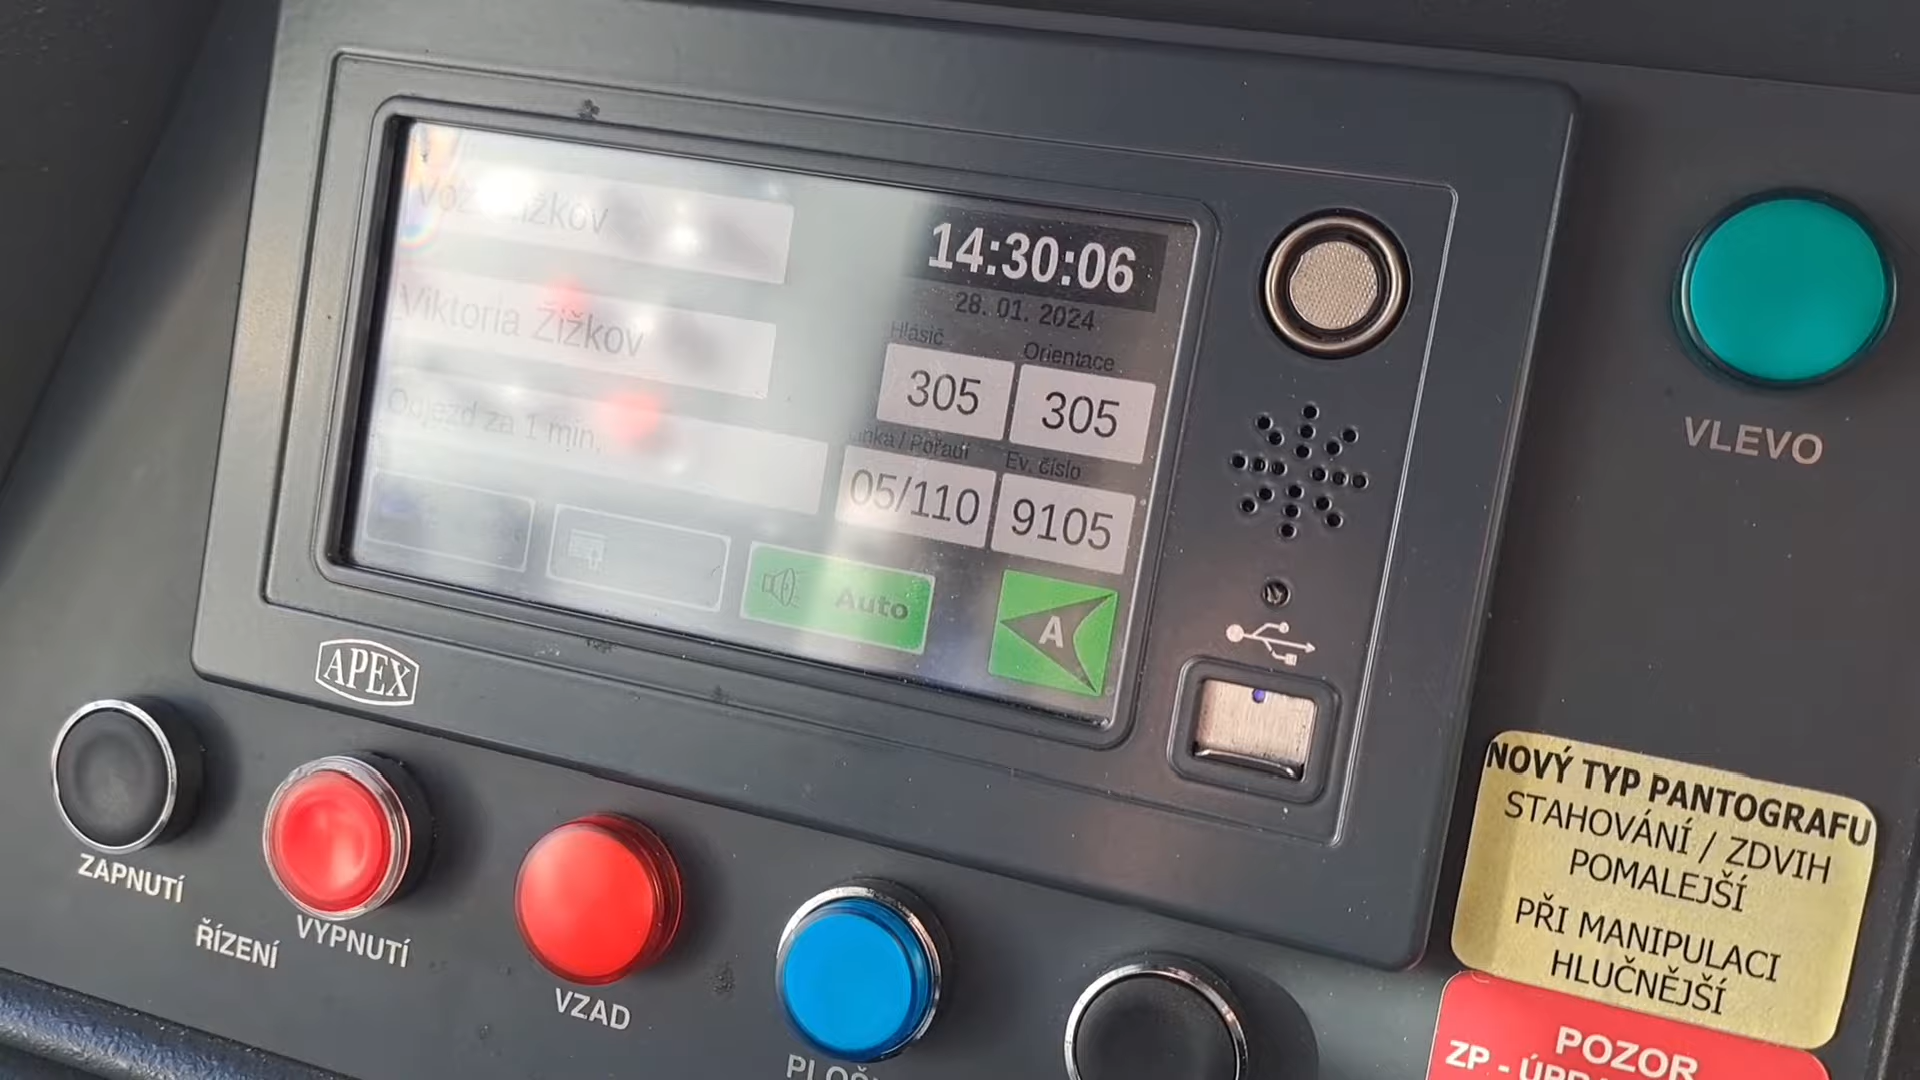 Voz. Žižkov
14:30:06
28. 01. 2024
Viktoria Žižkov
Hlásič
Orientace
305
305
Odjezd za 1 min.
/ Pořadí
Ev. číslo
05/110
9105
Auto
A
APEX
VLEVO
ZAPNUTÍ
VYPNUTÍ
ŘÍZENÍ
VZAD
NOVÝ TYP PANTOGRAFU
STAHOVÁNÍ / ZDVIH
POMALEJŠÍ
PŘI MANIPULACI
HLUČNĚJŠÍ
POZOR
ZP -